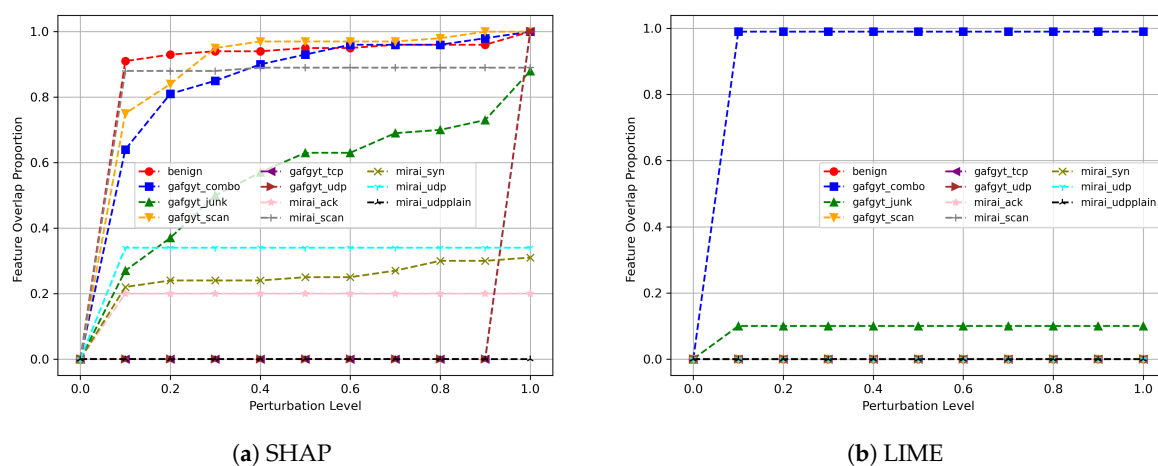 1.0
0.8
0.6
0.4
0.2
0.0
Feature Overlap Proportion
benign
gafgyt_combo
gafgyt_junk
gafgyt_scan
gafgyt_tcp
gafgyt_udp
mirai_ack
mirai_scan
mirai_syn
mirai_udp
mirai_udpplain
0.0 0.2 0.4 0.6 0.8 1.0
Perturbation Level
(a) SHAP
1.0
0.8
0.6
0.4
0.2
0.0
Feature Overlap Proportion
benign
gafgyt_combo
gafgyt_junk
gafgyt_scan
gafgyt_tcp
gafgyt_udp
mirai_ack
mirai_scan
mirai_syn
mirai_udp
mirai_udpplain
0.0 0.2 0.4 0.6 0.8 1.0
Perturbation Level
(b) LIME